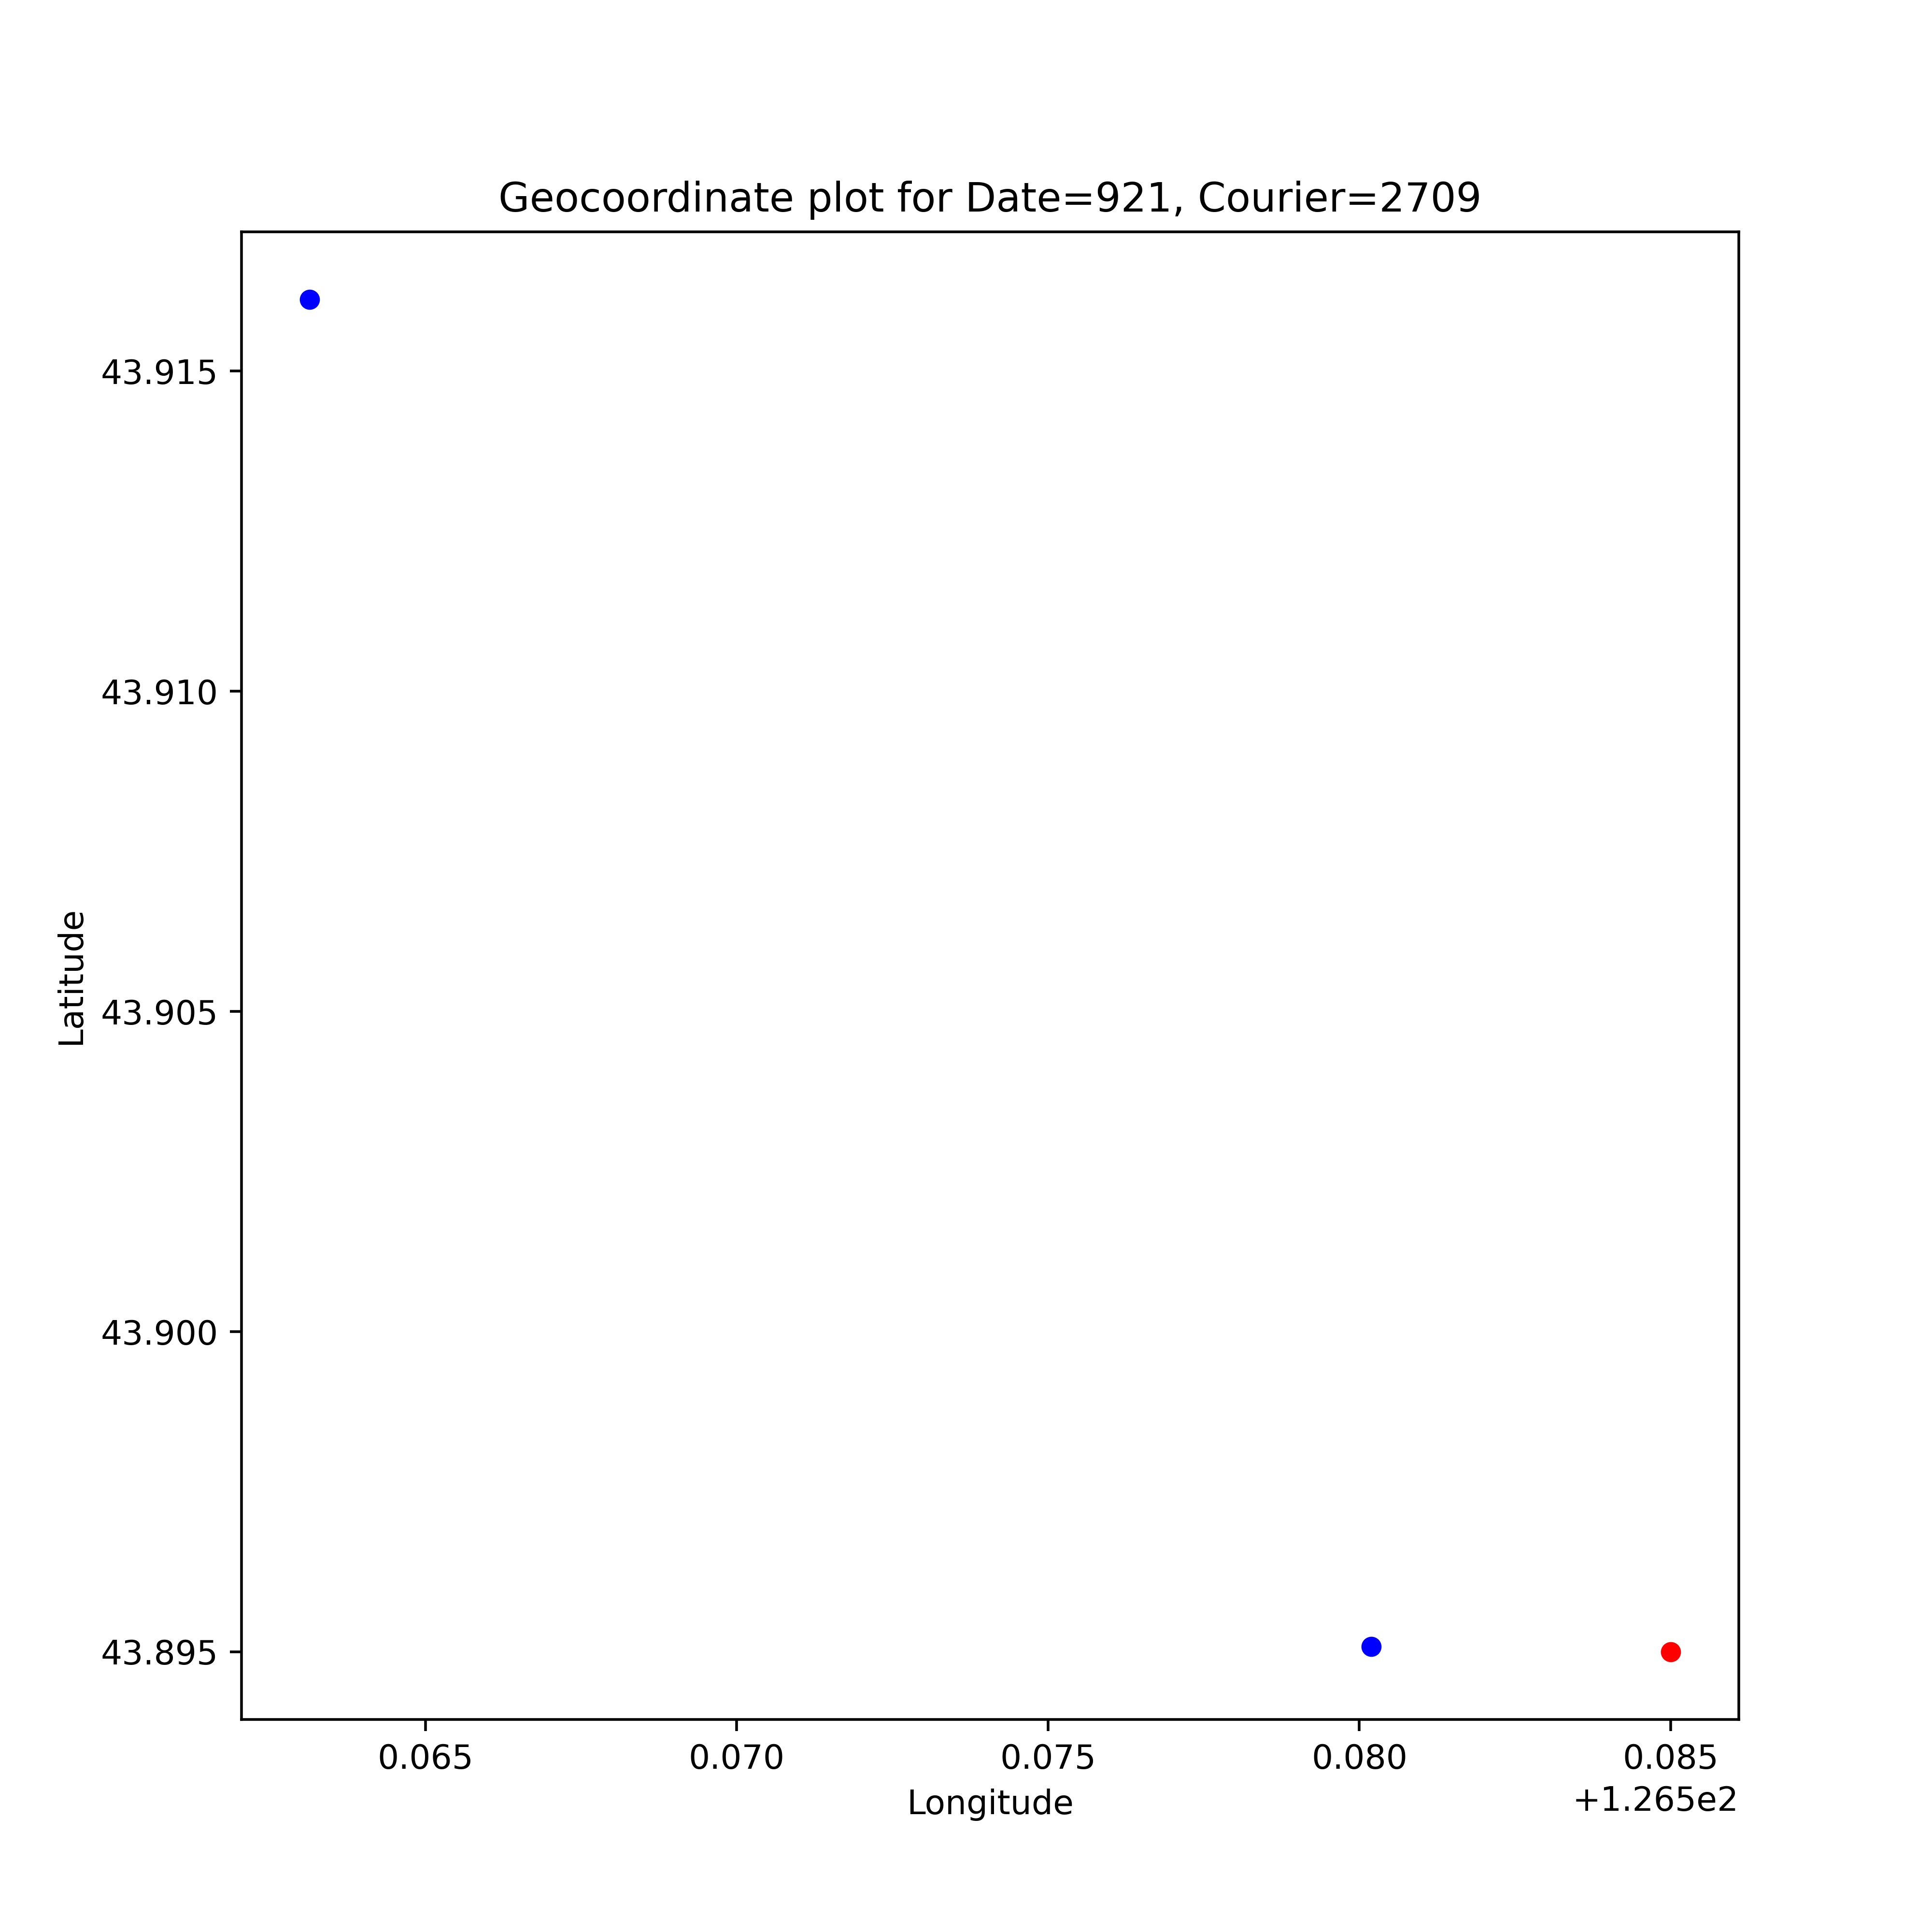 Geocoordinate plot for Date=921, Courier=2709
43.915
43.910
43.905
43.900
43.895
Latitude
0.065 0.070 0.075 0.080 0.085
+1.265e2
Longitude